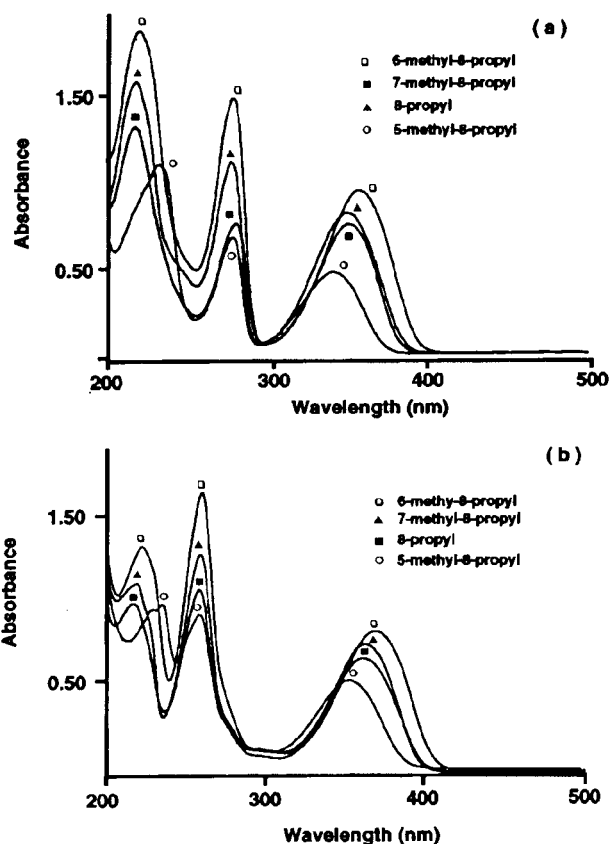 ( a )
6-methyl-8-propyl
7-methyl-8-propyl
8-propyl
5-methyl-8-propyl
1.50
0.50
Absorbance
200
300
400
500
Wavelength (nm)
( b )
6-methy-8-propyl
7-methyl-8-propyl
8-propyl
5-methyl-8-propyl
1.50
0.50
Absorbance
200
300
400
500
Wavelength (nm)